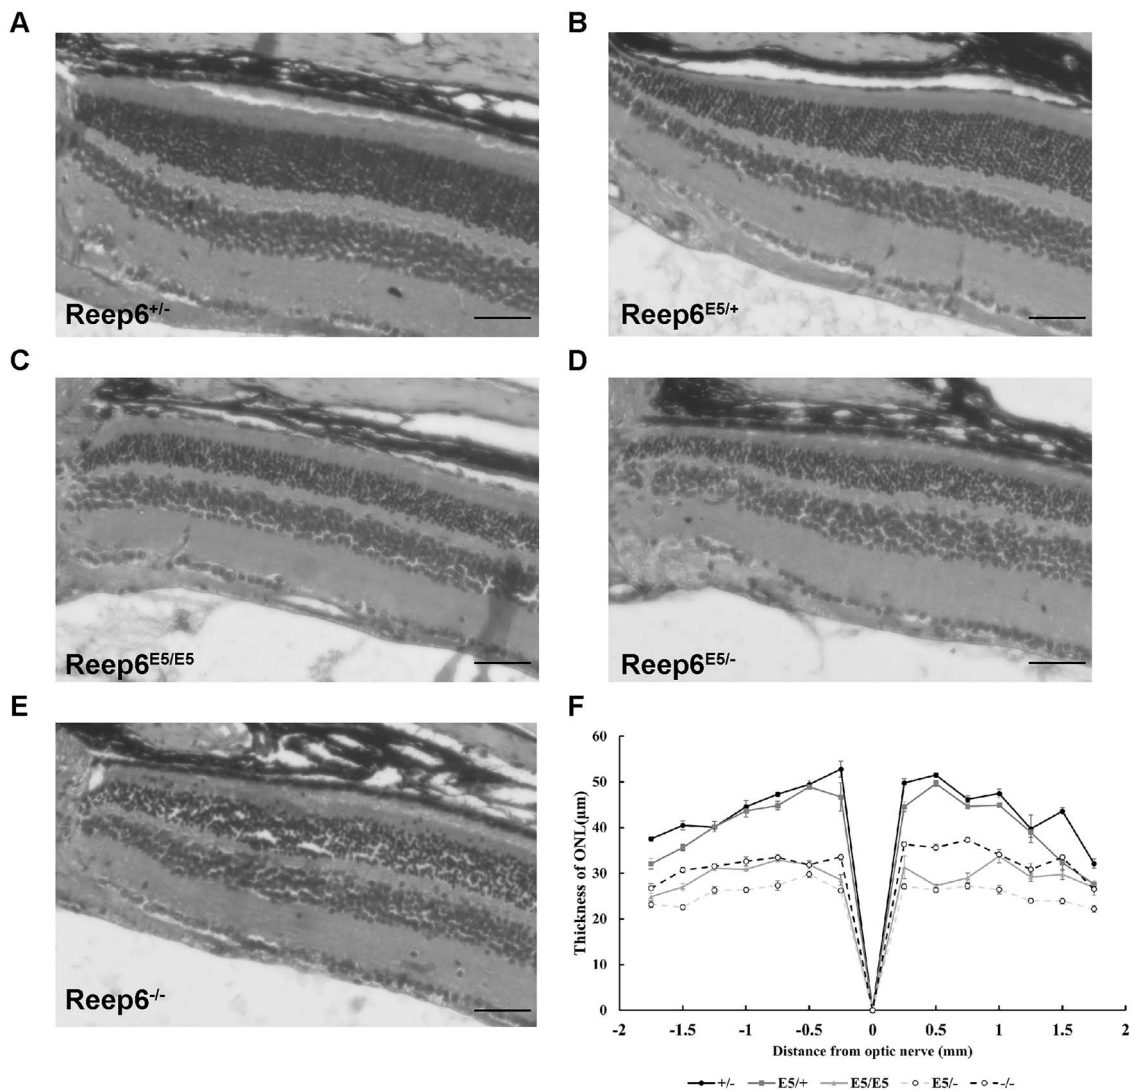 A
B
Reep6+/-
Reep6E5/+
C
D
Reep6E5/E5
Reep6E5/-
E
F
Reep6-/-
Thickness of ONL(μm)
60
50
40
30
20
10
0
-2 -1.5 -1 -0.5 0 0.5 1 1.5 2
Distance from optic nerve (mm)
+/- E5/+ E5/E5 E5/- -/-